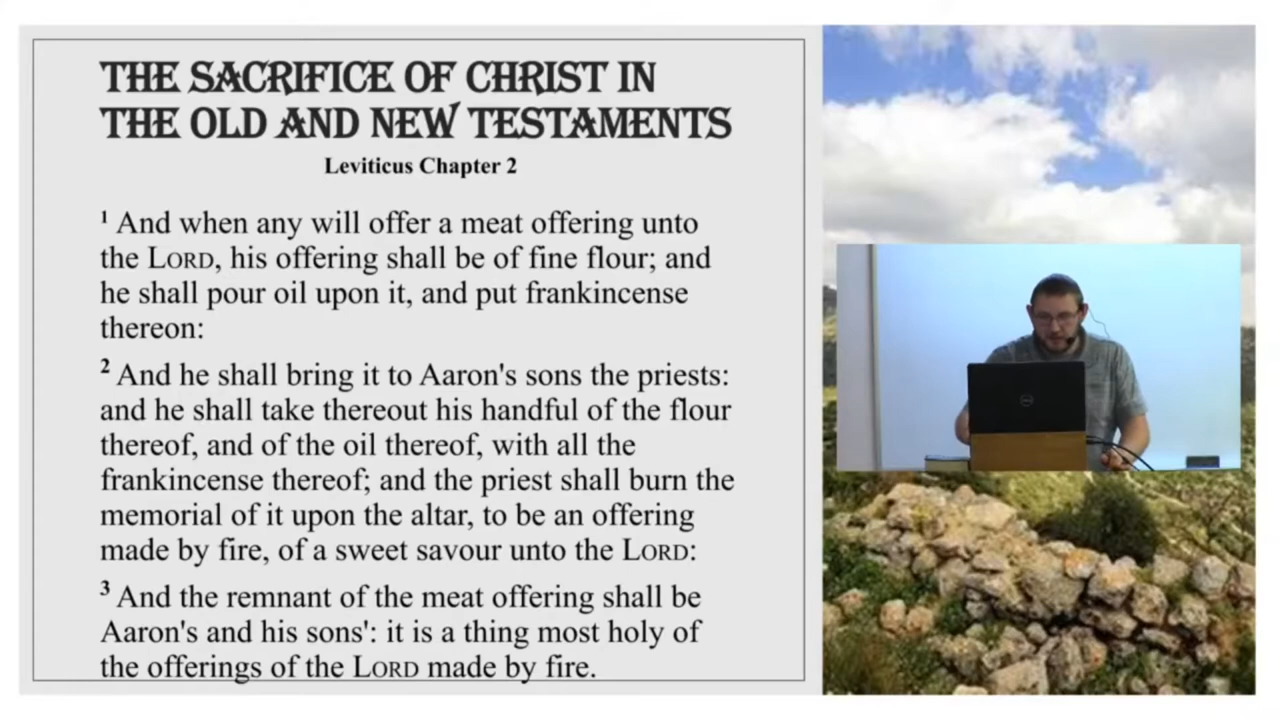 THE SACRIFICE OF CHRIST IN
THE OLD AND NEW TESTAMENTS
Leviticus Chapter 2
1 And when any will offer a meat offering unto
the LORD, his offering shall be of fine flour; and
he shall pour oil upon it, and put frankincense
thereon:
2 And he shall bring it to Aaron's sons the priests:
and he shall take thereout his handful of the flour
thereof, and of the oil thereof, with all the
frankincense thereof; and the priest shall burn the
memorial of it upon the altar, to be an offering
made by fire, of a sweet savour unto the LORD:
3 And the remnant of the meat offering shall be
Aaron's and his sons': it is a thing most holy of
the offerings of the LORD made by fire.
DELL